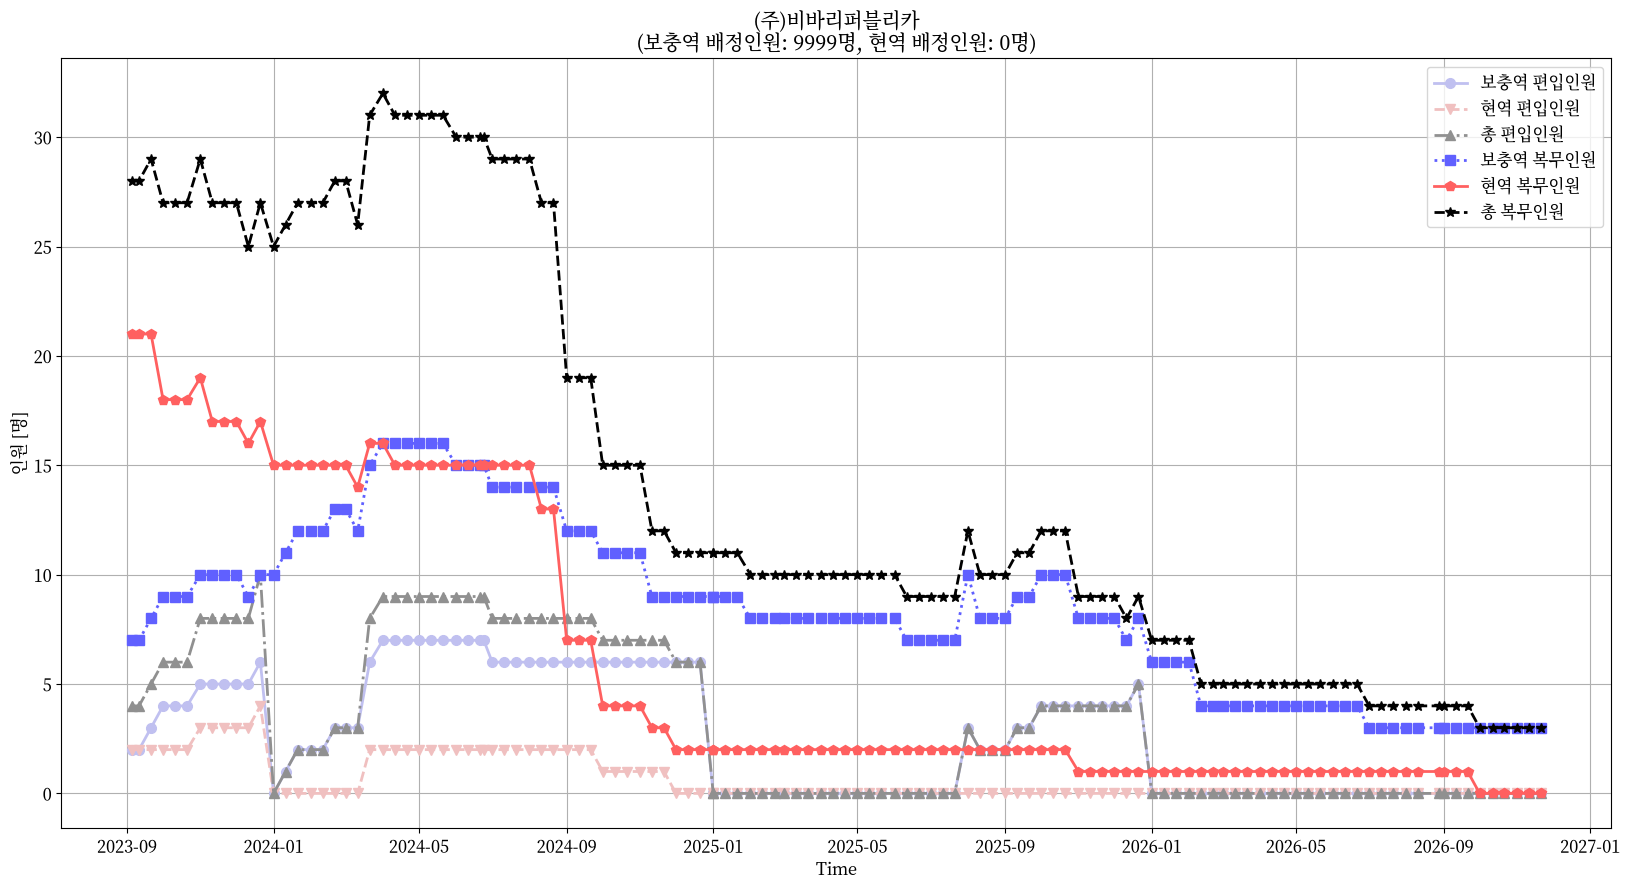 (주)비바리퍼블리카
(보충역 배정인원: 9999명, 현역 배정인원: 0명)
보충역 편입인원
현역 편입인원
총 편입인원
보충역 복무인원
현역 복무인원
총 복무인원
인원 [명]
30
25
20
15
10
5
0
2023-09
2024-01
2024-05
2024-09
2025-01
2025-05
2025-09
2026-01
2026-05
2026-09
2027-01
Time